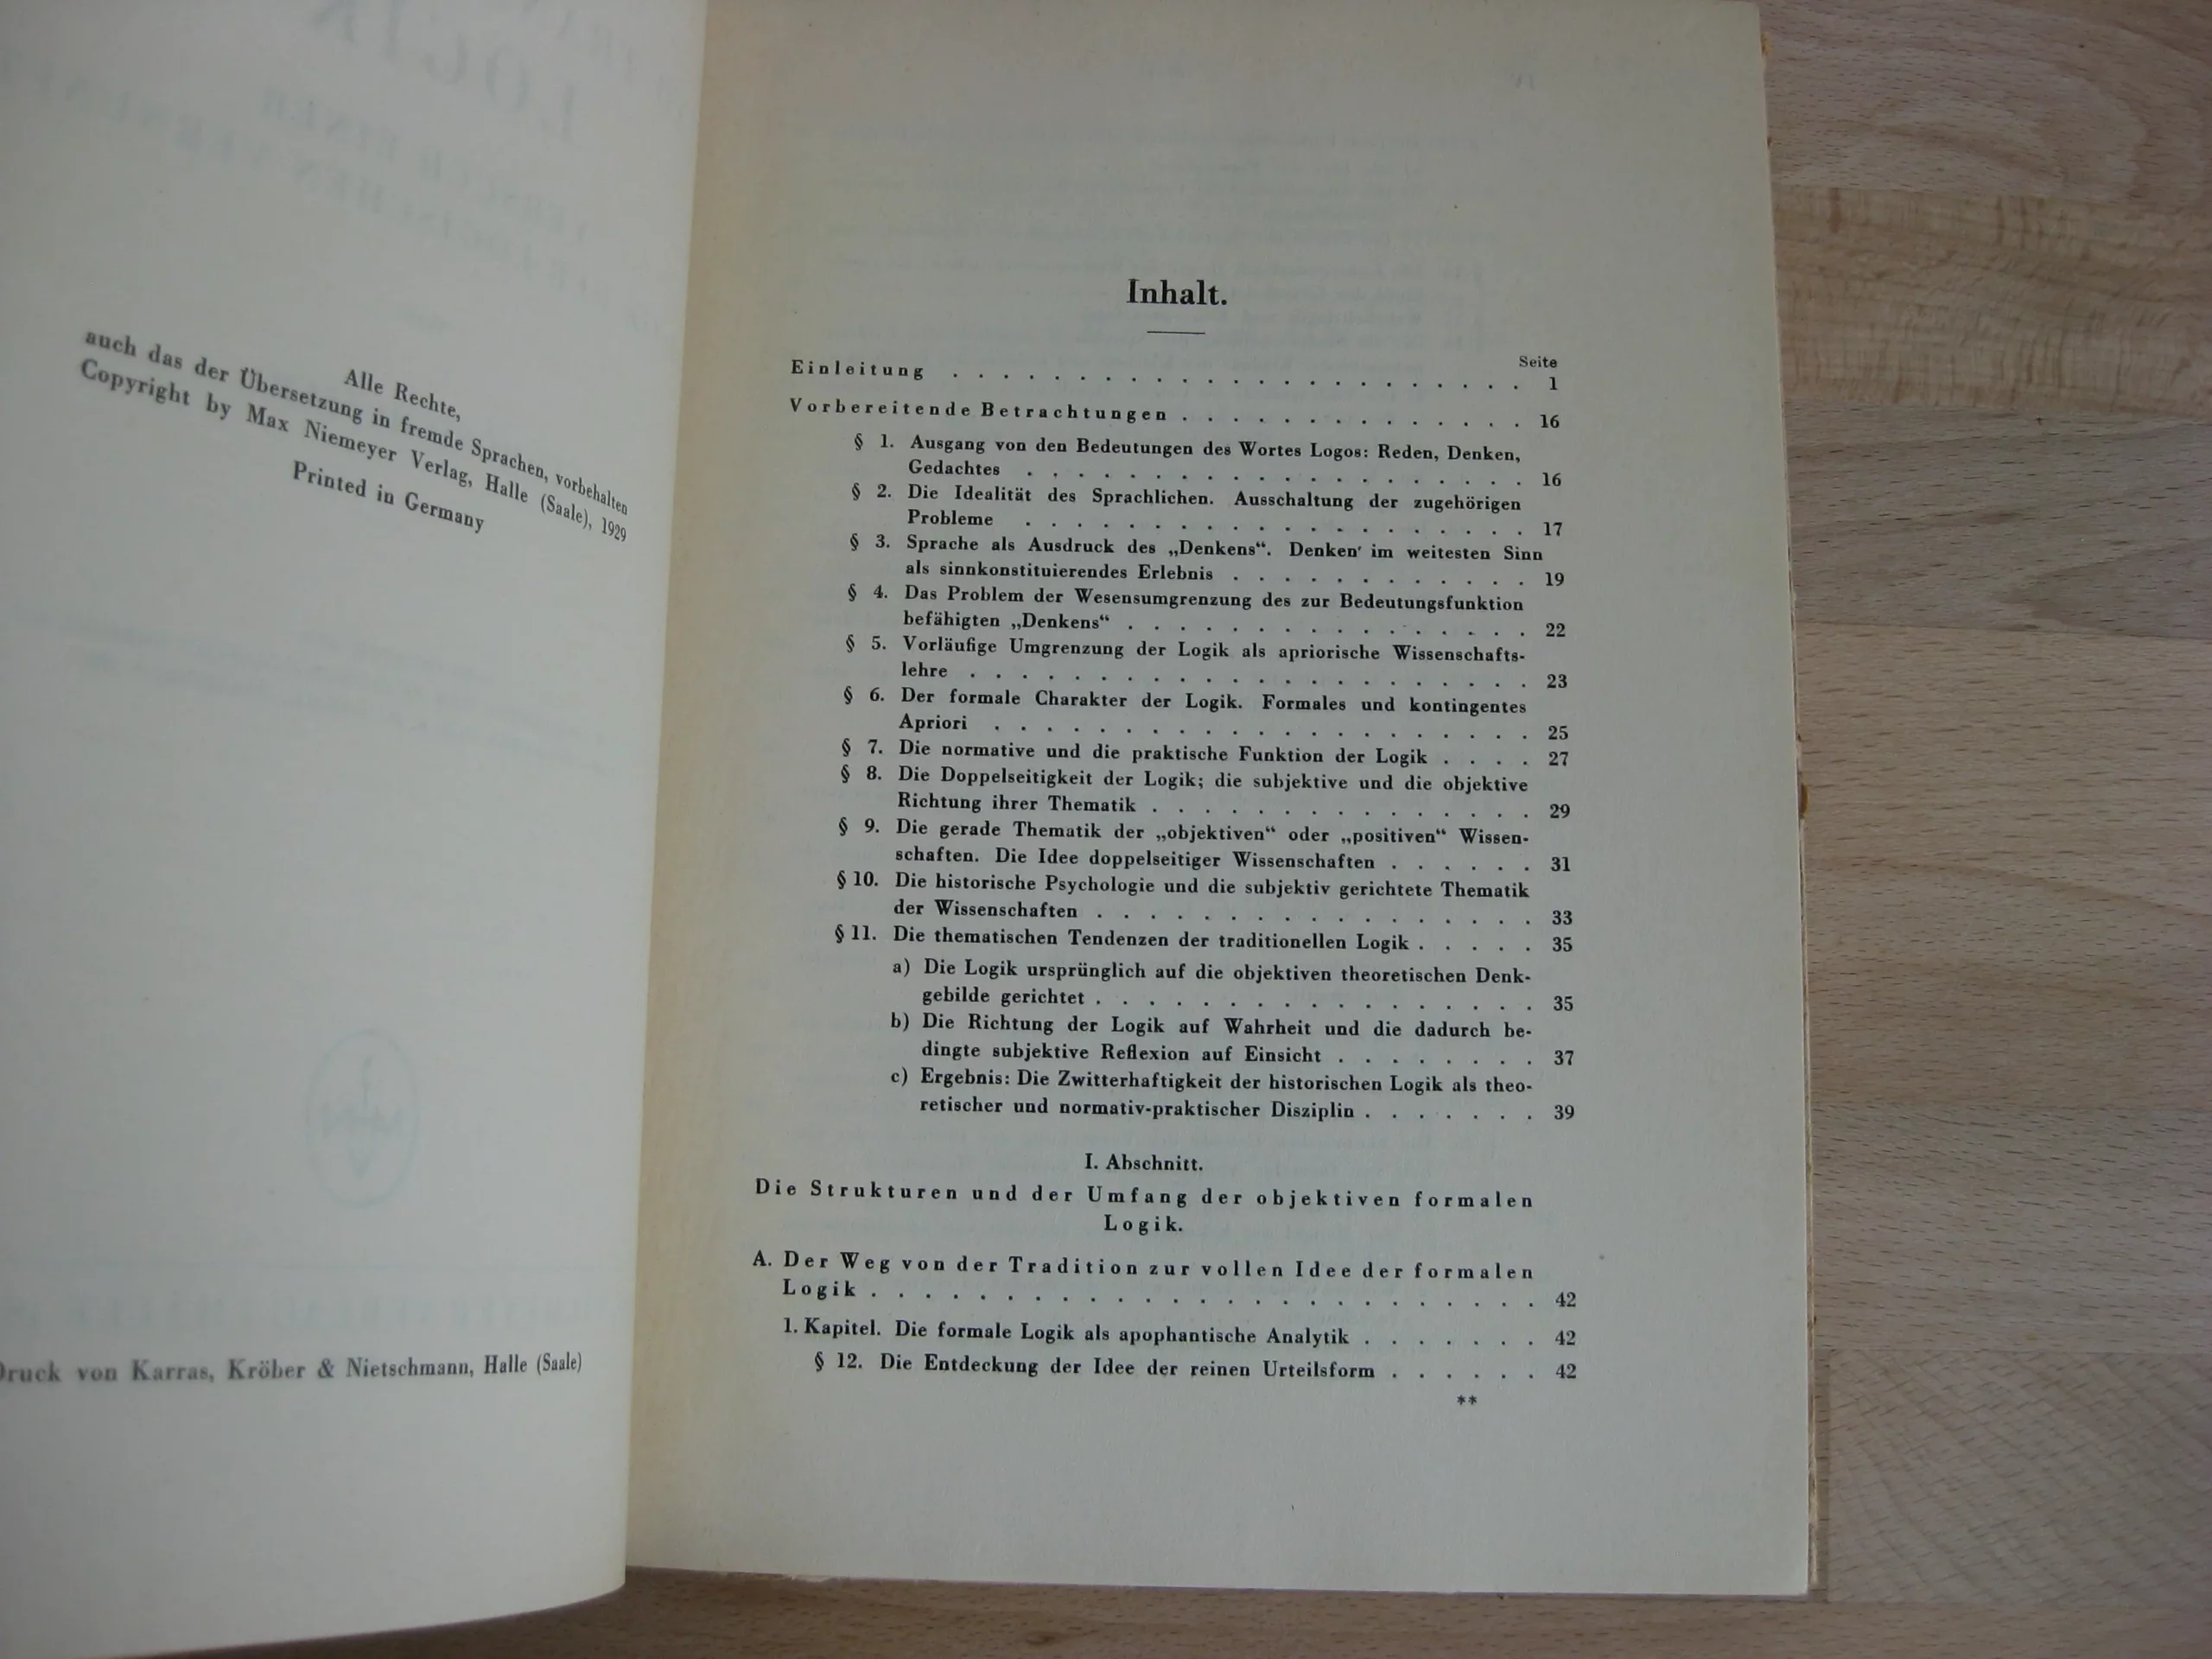 Alle Rechte,
auch das der Übersetzung in fremde Sprachen, vorbehalten
Copyright by Max Niemeyer Verlag, Halle (Saale), 1929
Printed in Germany
Druck von Karras, Kröber & Nietschmann, Halle (Saale)
Inhalt.
Seite
Einleitung . . . . . . . . . . . . . . . . . . . . . . 1
Vorbereitende Betrachtungen . . . . . . . . . . . . . . 16
§ 1. Ausgang von den Bedeutungen des Wortes Logos: Reden, Denken,
Gedachtes . . . . . . . . . . . . . . . . . . . . 16
§ 2. Die Idealität des Sprachlichen. Ausschaltung der zugehörigen
Probleme . . . . . . . . . . . . . . . . . . . . 17
§ 3. Sprache als Ausdruck des „Denkens“. Denken im weitesten Sinn
als sinnkonstituierendes Erlebnis . . . . . . . . . . . . 19
§ 4. Das Problem der Wesensumgrenzung des zur Bedeutungsfunktion
befähigten „Denkens“ . . . . . . . . . . . . . . . . 22
§ 5. Vorläufige Umgrenzung der Logik als apriorische Wissenschafts-
lehre . . . . . . . . . . . . . . . . . . . . . . 23
§ 6. Der formale Charakter der Logik. Formales und kontingentes
Apriori . . . . . . . . . . . . . . . . . . . . . 25
§ 7. Die normative und die praktische Funktion der Logik . . . . 27
§ 8. Die Doppelseitigkeit der Logik; die subjektive und die objektive
Richtung ihrer Thematik . . . . . . . . . . . . . . . 29
§ 9. Die gerade Thematik der „objektiven“ oder „positiven“ Wissen-
schaften. Die Idee doppelseitiger Wissenschaften . . . . . . 31
§ 10. Die historische Psychologie und die subjektiv gerichtete Thematik
der Wissenschaften . . . . . . . . . . . . . . . . . 33
§ 11. Die thematischen Tendenzen der traditionellen Logik . . . . . 35
a) Die Logik ursprünglich auf die objektiven theoretischen Denk-
gebilde gerichtet . . . . . . . . . . . . . . . . . 35
b) Die Richtung der Logik auf Wahrheit und die dadurch be-
dingte subjektive Reflexion auf Einsicht . . . . . . . . 37
c) Ergebnis: Die Zwitterhaftigkeit der historischen Logik als theo-
retischer und normativ-praktischer Disziplin . . . . . . . 39
I. Abschnitt.
Die Strukturen und der Umfang der objektiven formalen
Logik.
A. Der Weg von der Tradition zur vollen Idee der formalen
Logik . . . . . . . . . . . . . . . . . . . . . . . . . 42
1. Kapitel. Die formale Logik als apophantische Analytik . . . . . . . 42
§ 12. Die Entdeckung der Idee der reinen Urteilsform . . . . . . 42
**